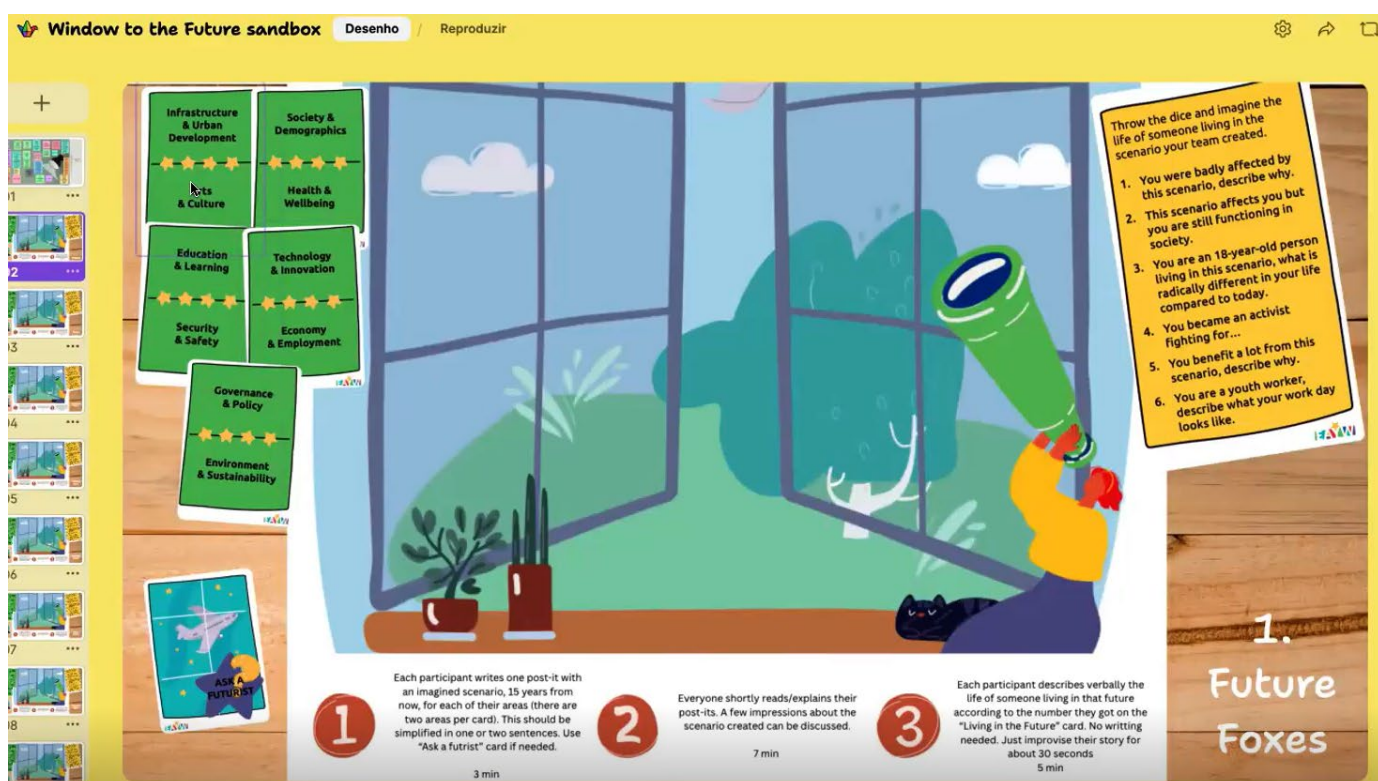 Window to the Future sandbox
Desenho / Reproduzir
+
Infrastructure
& Urban
Development
& Culture
Society &
Demographics
Health &
Wellbeing
Education
& Learning
Security
& Safety
Technology
& Innovation
Economy
& Employment
EAYW
Governance
& Policy
Environment
& Sustainability
EAYW
ASK A
FUTURIST
EAYW
Throw the dice and imagine the
life of someone living in the
scenario your team created.
1. You were badly affected by
this scenario, describe why.
2. This scenario affects you but
you are still functioning in
society.
3. You are an 18-year-old person
living in this scenario, what is
radically different in your life
compared to today.
4. You became an activist
fighting for...
5. You benefit a lot from this
scenario, describe why.
6. You are a youth worker,
describe what your work day
looks like.
EAYW
1
Each participant writes one post-it with
an imagined scenario, 15 years from
now, for each of their areas (there are
two areas per card). This should be
simplified in one or two sentences. Use
"Ask a futrist" card if needed.
3 min
2
Everyone shortly reads/explains their
post-its. A few impressions about the
scenario created can be discussed.
7 min
3
Each participant describes verbally the
life of someone living in that future
according to the number they got on the
"Living in the Future" card. No writting
needed. Just improvise their story for
about 30 seconds
5 min
1.
Future
Foxes